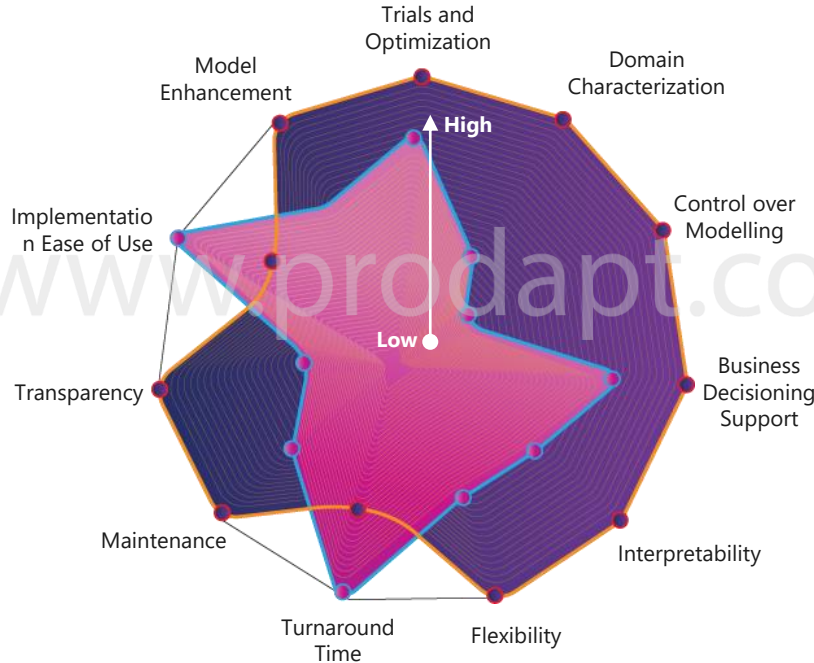 Trials and
Optimization
Model
Enhancement
Domain
Characterization
High
Implementatio
n Ease of Use
Control over
Modelling
www.prodapt.co
Low
Transparency
Business
Decisioning
Support
Maintenance
Interpretability
Turnaround
Time
Flexibility